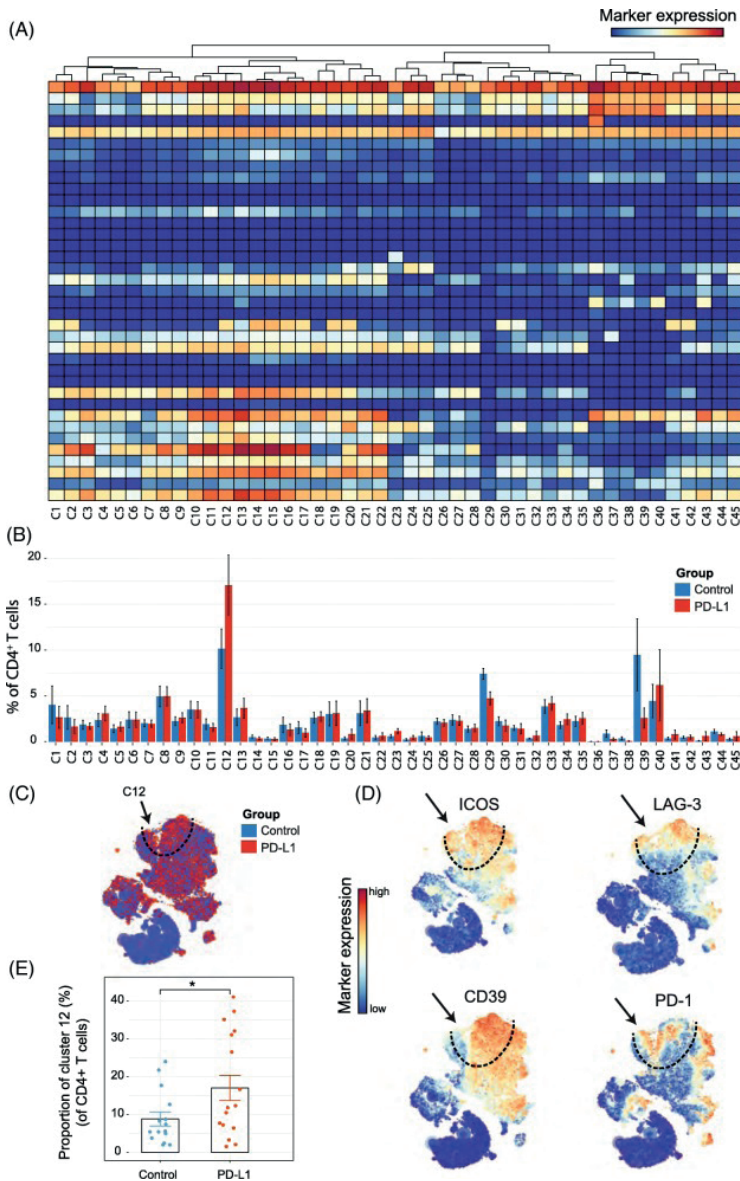 (A)
Marker expression
C1 C2 C3 C4 C5 C6 C7 C8 C9 C10 C11 C12 C13 C14 C15 C16 C17 C18 C19 C20 C21 C22 C23 C24 C25 C26 C27 C28 C29 C30 C31 C32 C33 C34 C35 C36 C37 C38 C39 C40 C41 C42 C43 C44 C45
(B)
% of CD4+ T cells
20
15
10
5
0
Group
Control
PD-L1
C1 C2 C3 C4 C5 C6 C7 C8 C9 C10 C11 C12 C13 C14 C15 C16 C17 C18 C19 C20 C21 C22 C23 C24 C25 C26 C27 C28 C29 C30 C31 C32 C33 C34 C35 C36 C37 C38 C39 C40 C41 C42 C43 C44 C45
(C)
C12
Group
Control
PD-L1
(D)
ICOS
LAG-3
Marker expression
high
low
CD39
PD-1
(E)
Proportion of cluster 12 (%)
(of CD4+ T cells)
40
30
20
10
0
*
Control
PD-L1